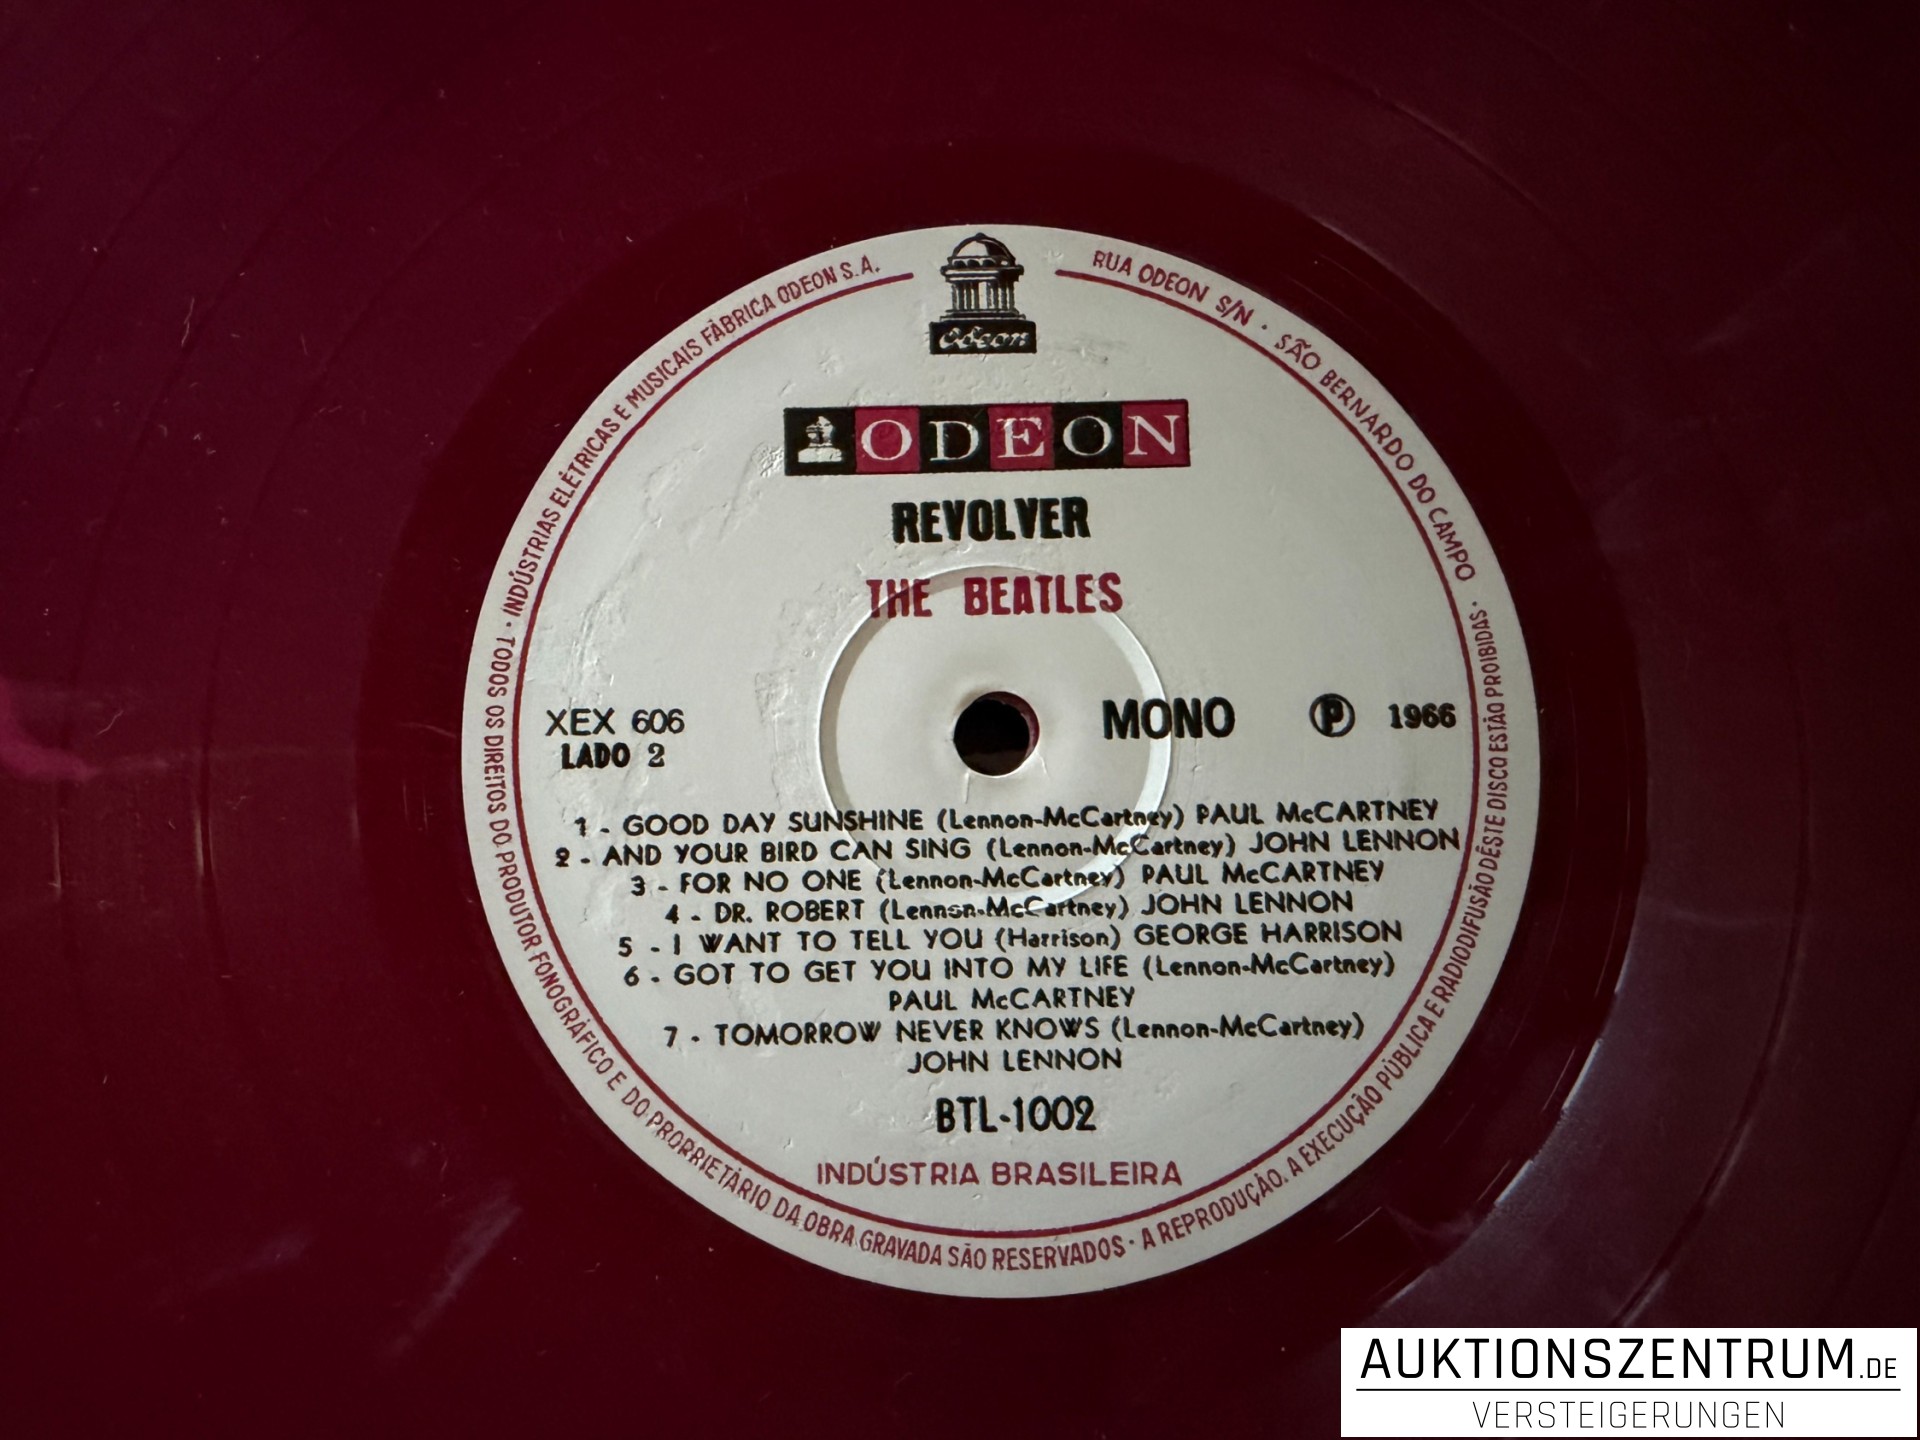 INDÚSTRIAS ELÉTRICAS E MUSICAIS FÁBRICA ODEON S.A.
Odeon
RUA ODEON S/N · SÃO BERNARDO DO CAMPO
ODEON
REVOLVER
THE BEATLES
XEX 606
LADO 2
MONO
Ⓟ 1966
1 - GOOD DAY SUNSHINE (Lennon-McCartney) PAUL McCARTNEY
2 - AND YOUR BIRD CAN SING (Lennon-McCartney) JOHN LENNON
3 - FOR NO ONE (Lennon-McCartney) PAUL McCARTNEY
4 - DR. ROBERT (Lennon-McCartney) JOHN LENNON
5 - I WANT TO TELL YOU (Harrison) GEORGE HARRISON
6 - GOT TO GET YOU INTO MY LIFE (Lennon-McCartney)
PAUL McCARTNEY
7 - TOMORROW NEVER KNOWS (Lennon-McCartney)
JOHN LENNON
BTL-1002
INDÚSTRIA BRASILEIRA
· TODOS OS DIREITOS DO PRODUTOR FONOGRÁFICO E DO PRORRIETÁRIO DA OBRA GRAVADA SÃO RESERVADOS · A REPRODUÇÃO. A EXECUÇÃO PÚBLICA E RADIODIFUSÃO DÊSTE DISCO ESTÃO PROIBIDAS ·
AUKTIONSZENTRUM.DE
VERSTEIGERUNGEN